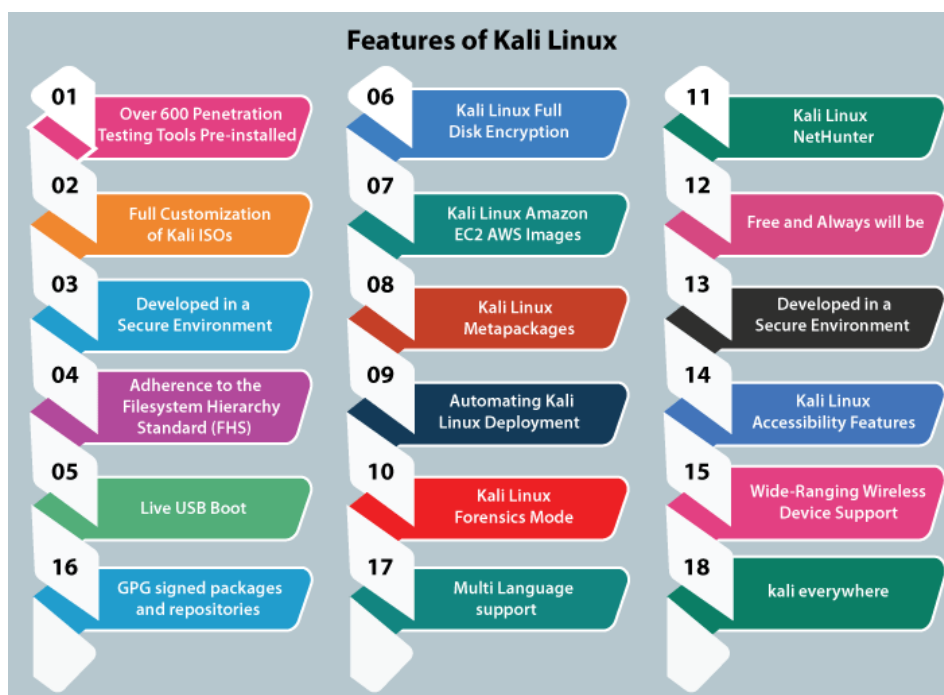 Features of Kali Linux
01
Over 600 Penetration
Testing Tools Pre-installed
02
Full Customization
of Kali ISOs
03
Developed in a
Secure Environment
04
Adherence to the
Filesystem Hierarchy
Standard (FHS)
05
Live USB Boot
16
GPG signed packages
and repositories
06
Kali Linux Full
Disk Encryption
07
Kali Linux Amazon
EC2 AWS Images
08
Kali Linux
Metapackages
09
Automating Kali
Linux Deployment
10
Kali Linux
Forensics Mode
17
Multi Language
support
11
Kali Linux
NetHunter
12
Free and Always will be
13
Developed in a
Secure Environment
14
Kali Linux
Accessibility Features
15
Wide-Ranging Wireless
Device Support
18
kali everywhere